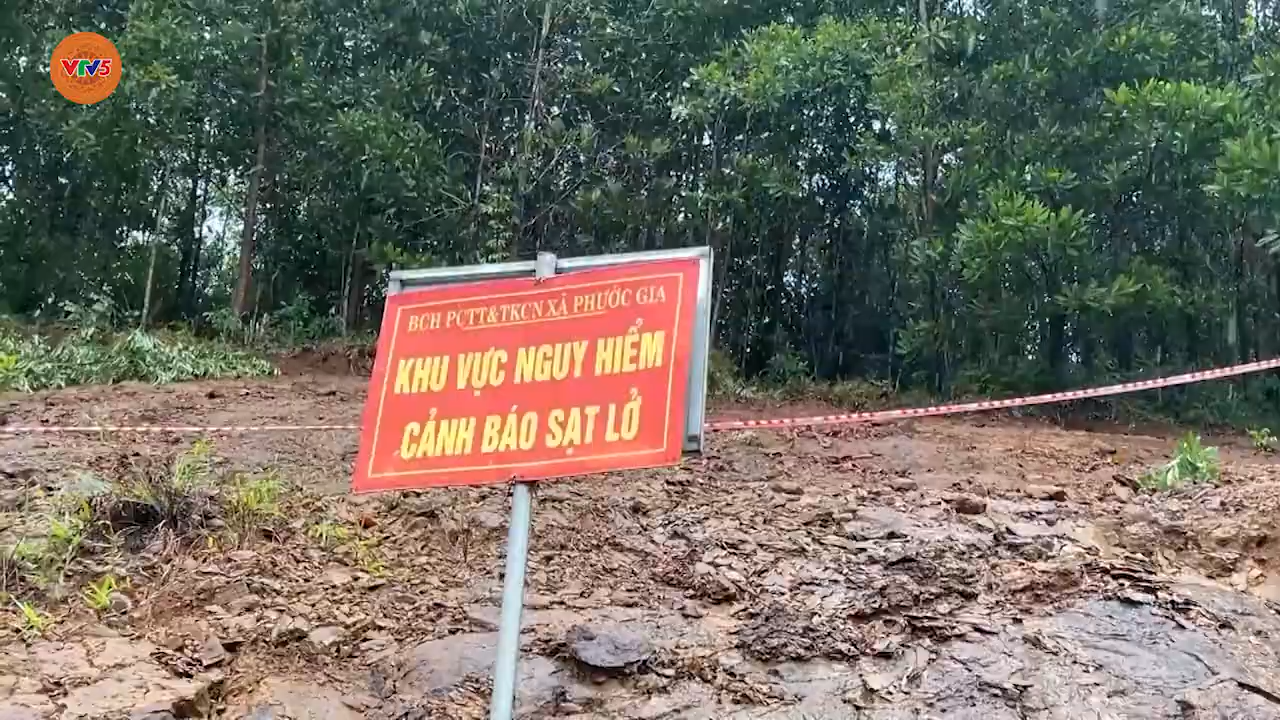 VTV5
BCH PCTT&TKCN XÃ PHƯỚC GIA
KHU VỰC NGUY HIỂM
CẢNH BÁO SẠT LỞ